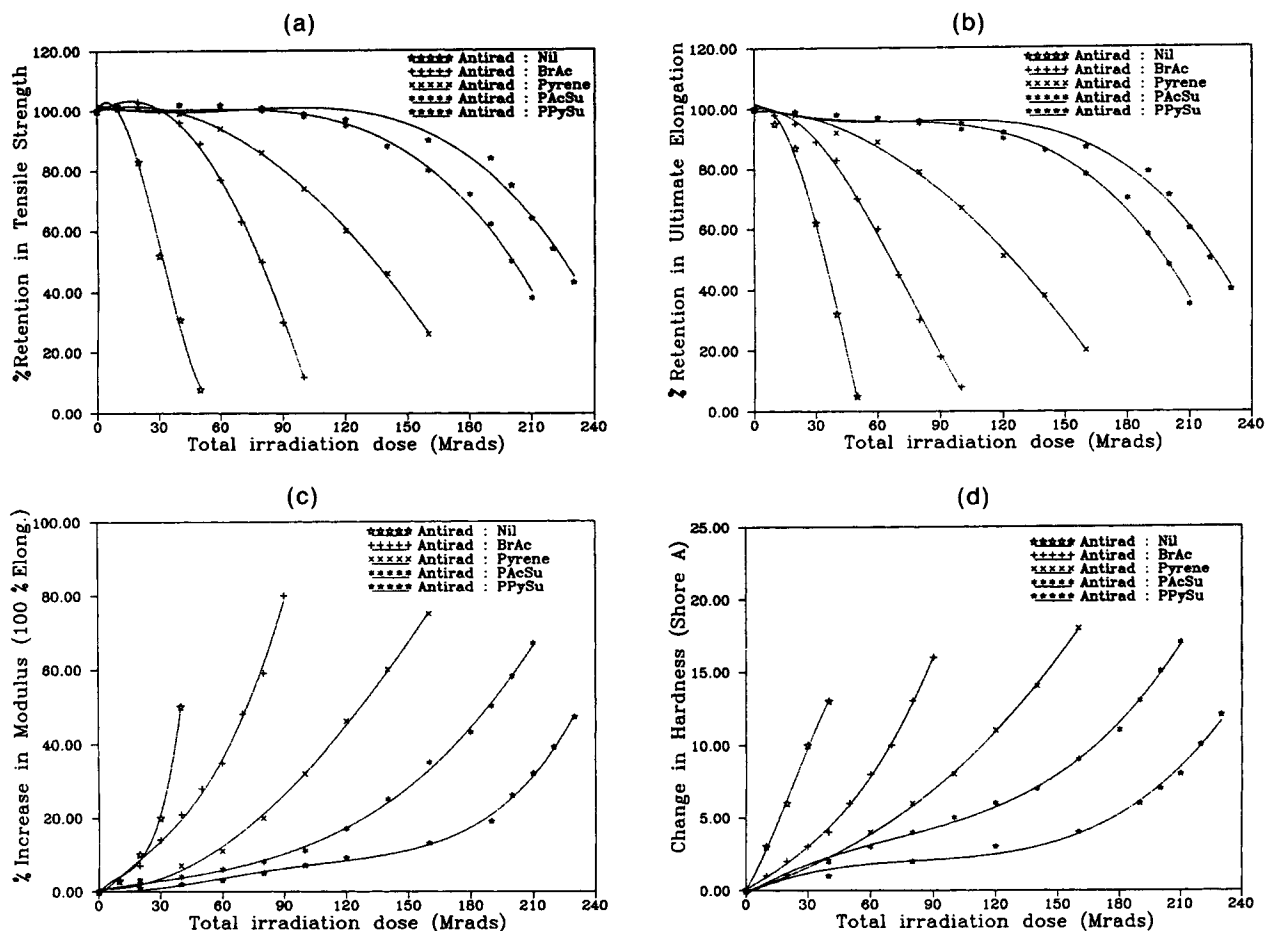 (a)
120.00
100.00
80.00
60.00
40.00
20.00
0.00
%Retention in Tensile Strength
Antirad : Nil
Antirad : BrAc
Antirad : Pyrene
Antirad : PAcSu
Antirad : PPySu
0 30 60 90 120 150 180 210 240
Total irradiation dose (Mrads)
(b)
120.00
100.00
80.00
60.00
40.00
20.00
0.00
% Retention in Ultimate Elongation
Antirad : Nil
Antirad : BrAc
Antirad : Pyrene
Antirad : PAcSu
Antirad : PPySu
0 30 60 90 120 150 180 210 240
Total irradiation dose (Mrads)
(c)
100.00
80.00
60.00
40.00
20.00
0.00
% Increase in Modulus (100 % Elong.)
Antirad : Nil
Antirad : BrAc
Antirad : Pyrene
Antirad : PAcSu
Antirad : PPySu
0 30 60 90 120 150 180 210 240
Total irradiation dose (Mrads)
(d)
25.00
20.00
15.00
10.00
5.00
0.00
Change in Hardness (Shore A)
Antirad : Nil
Antirad : BrAc
Antirad : Pyrene
Antirad : PAcSu
Antirad : PPySu
0 30 60 90 120 150 180 210 240
Total irradiation dose (Mrads)